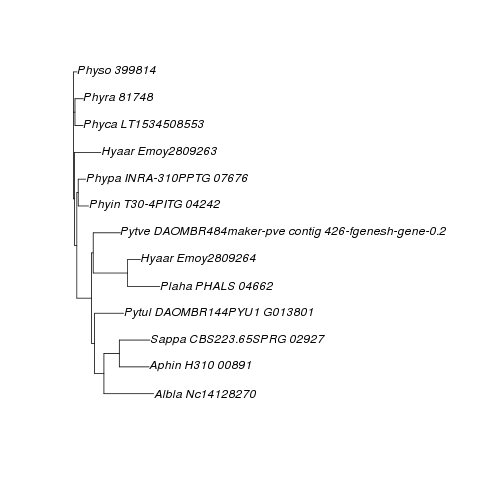 Physo 399814
Phyra 81748
Phyca LT1534508553
Hyaar Emoy2809263
Phypa INRA-310PPTG 07676
Phyin T30-4PITG 04242
Pytve DAOMBR484maker-pve contig 426-fgenesh-gene-0.2
Hyaar Emoy2809264
Plaha PHALS 04662
Pytul DAOMBR144PYU1 G013801
Sappa CBS223.65SPRG 02927
Aphin H310 00891
Albla Nc14128270